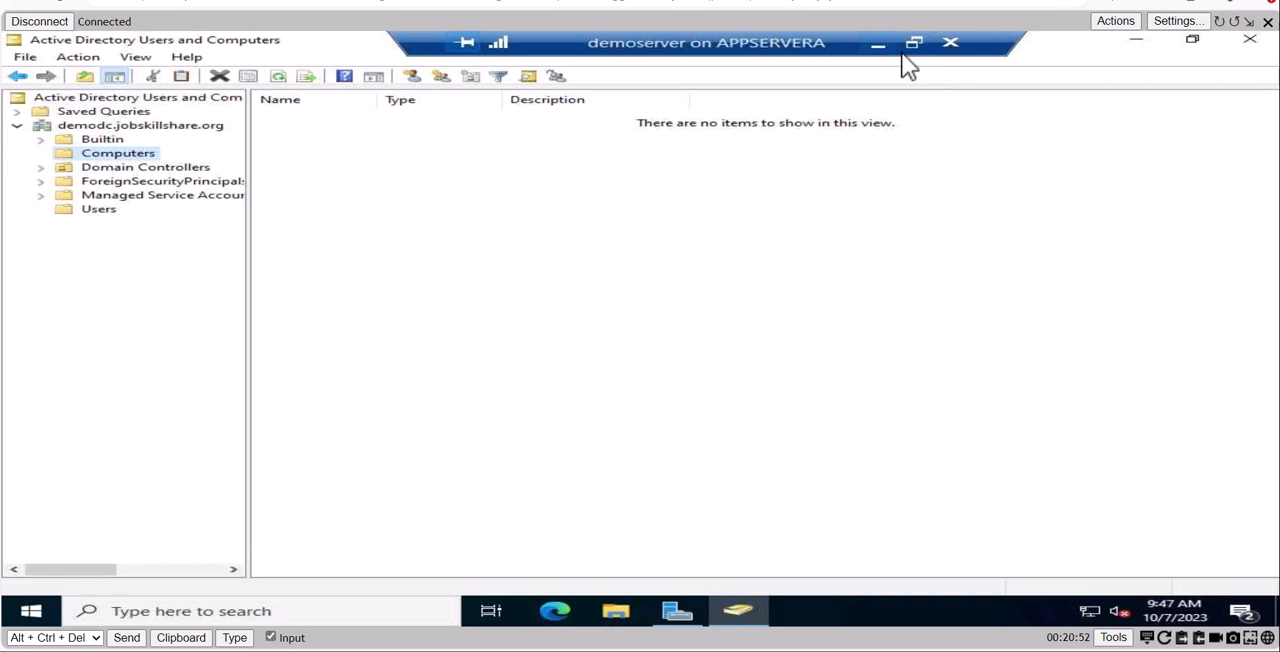 Disconnect Connected Actions Settings...
Active Directory Users and Computers demoserver on APPSERVERA
File Action View Help
Active Directory Users and Com
Saved Queries
demodc.jobskillshare.org
Builtin
Computers
Domain Controllers
ForeignSecurityPrincipals
Managed Service Accour
Users
Name Type Description
There are no items to show in this view.
Type here to search
9:47 AM
10/7/2023
2
Alt + Ctrl + Del Send Clipboard Type Input 00:20:52 Tools